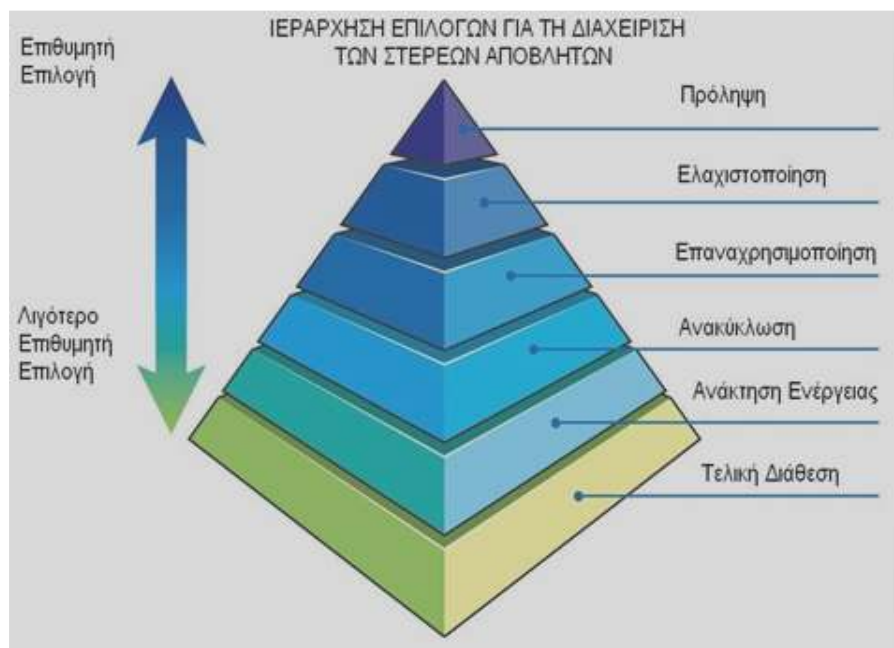 ΙΕΡΑΡΧΗΣΗ ΕΠΙΛΟΓΩΝ ΓΙΑ ΤΗ ΔΙΑΧΕΙΡΙΣΗ
ΤΩΝ ΣΤΕΡΕΩΝ ΑΠΟΒΛΗΤΩΝ
Επιθυμητή
Επιλογή
Πρόληψη
Ελαχιστοποίηση
Επαναχρησιμοποίηση
Λιγότερο
Επιθυμητή
Επιλογή
Ανακύκλωση
Ανάκτηση Ενέργειας
Τελική Διάθεση